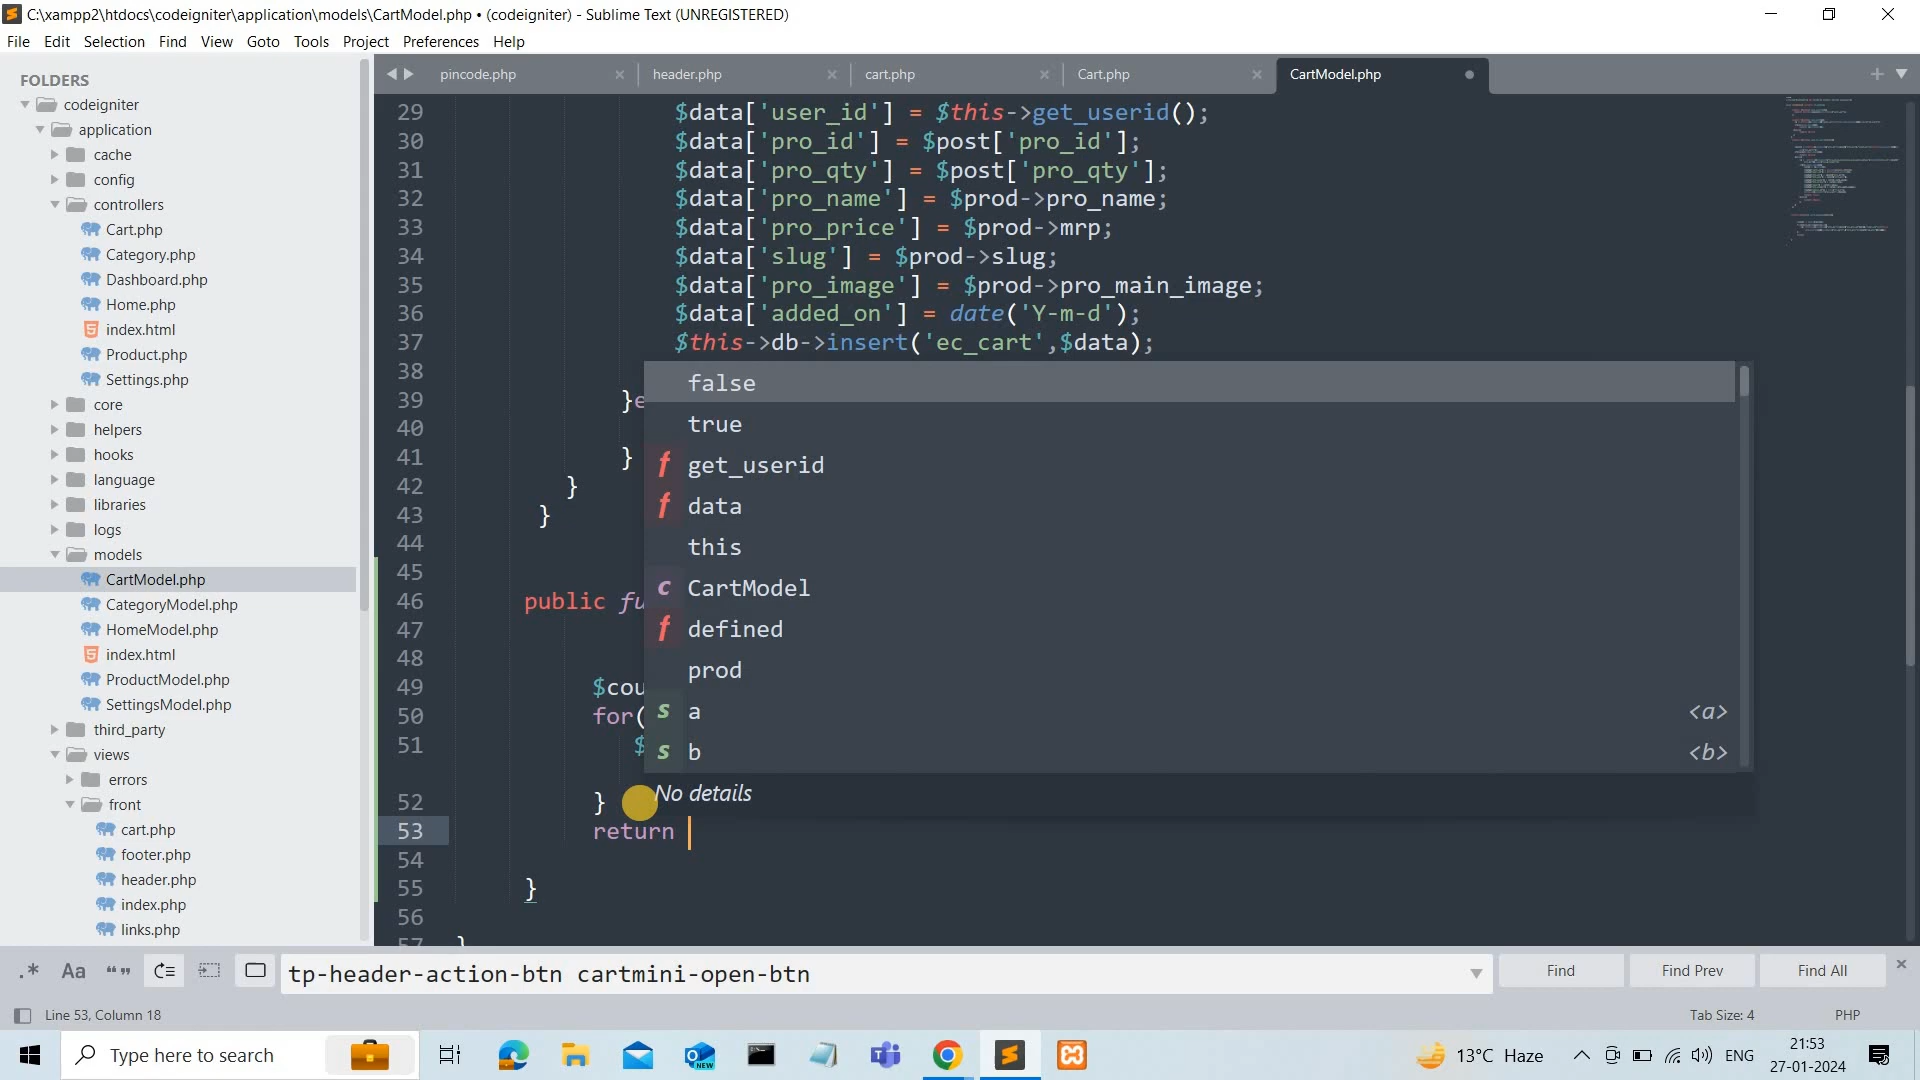 C:\xampp2\htdocs\codeigniter\application\models\CartModel.php • (codeigniter) - Sublime Text (UNREGISTERED)
File Edit Selection Find View Goto Tools Project Preferences Help
FOLDERS
codeigniter
application
cache
config
controllers
Cart.php
Category.php
Dashboard.php
Home.php
index.html
Product.php
Settings.php
core
helpers
hooks
language
libraries
logs
models
CartModel.php
CategoryModel.php
HomeModel.php
index.html
ProductModel.php
SettingsModel.php
third_party
views
errors
front
cart.php
footer.php
header.php
index.php
links.php
pincode.php header.php cart.php Cart.php CartModel.php
29 $data['user_id'] = $this->get_userid();
30 $data['pro_id'] = $post['pro_id'];
31 $data['pro_qty'] = $post['pro_qty'];
32 $data['pro_name'] = $prod->pro_name;
33 $data['pro_price'] = $prod->mrp;
34 $data['slug'] = $prod->slug;
35 $data['pro_image'] = $prod->pro_main_image;
36 $data['added_on'] = date('Y-m-d');
37 $this->db->insert('ec_cart',$data);
38
39 }e
40
41 }
42 }
43 }
44
45
46 public fu
47
48
49 $cou
50 for(
51 $
52 }
53 return
54
55 }
56
57 }
false
true
f get_userid
f data
this
c CartModel
f defined
prod
s a <a>
s b <b>
No details
.* Aa “” tp-header-action-btn cartmini-open-btn Find Find Prev Find All
Line 53, Column 18 Tab Size: 4 PHP
Type here to search
NEW
13°C Haze ENG
21:53
27-01-2024